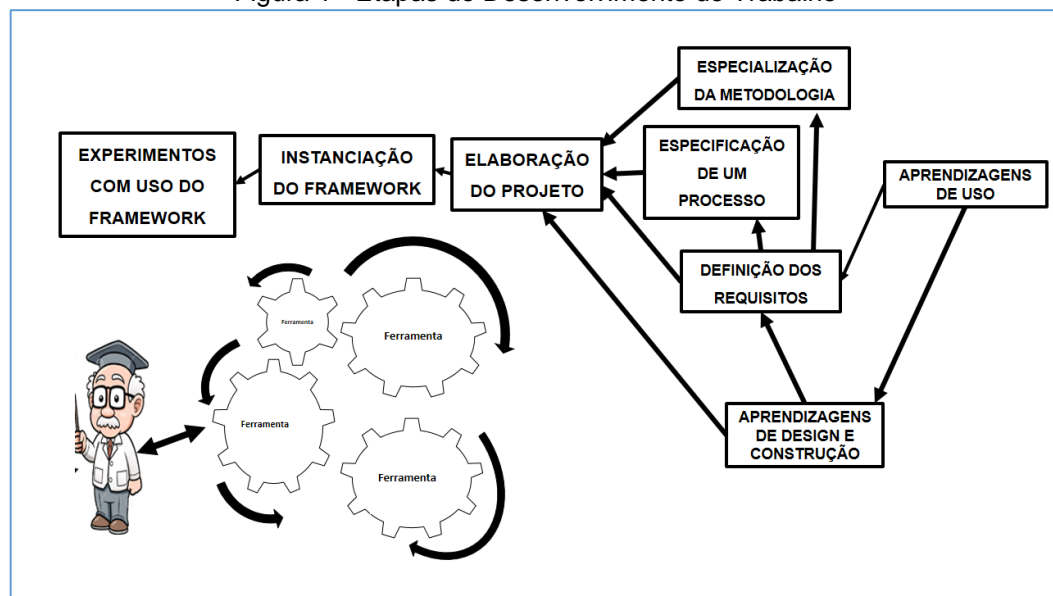 ESPECIALIZAÇÃO
DA METODOLOGIA
EXPERIMENTOS
COM USO DO
FRAMEWORK
INSTANCIAÇÃO
DO FRAMEWORK
ELABORAÇÃO
DO PROJETO
ESPECIFICAÇÃO
DE UM
PROCESSO
APRENDIZAGENS
DE USO
DEFINIÇÃO DOS
REQUISITOS
APRENDIZAGENS
DE DESIGN E
CONSTRUÇÃO
Ferramenta
Ferramenta
Ferramenta
Ferramenta